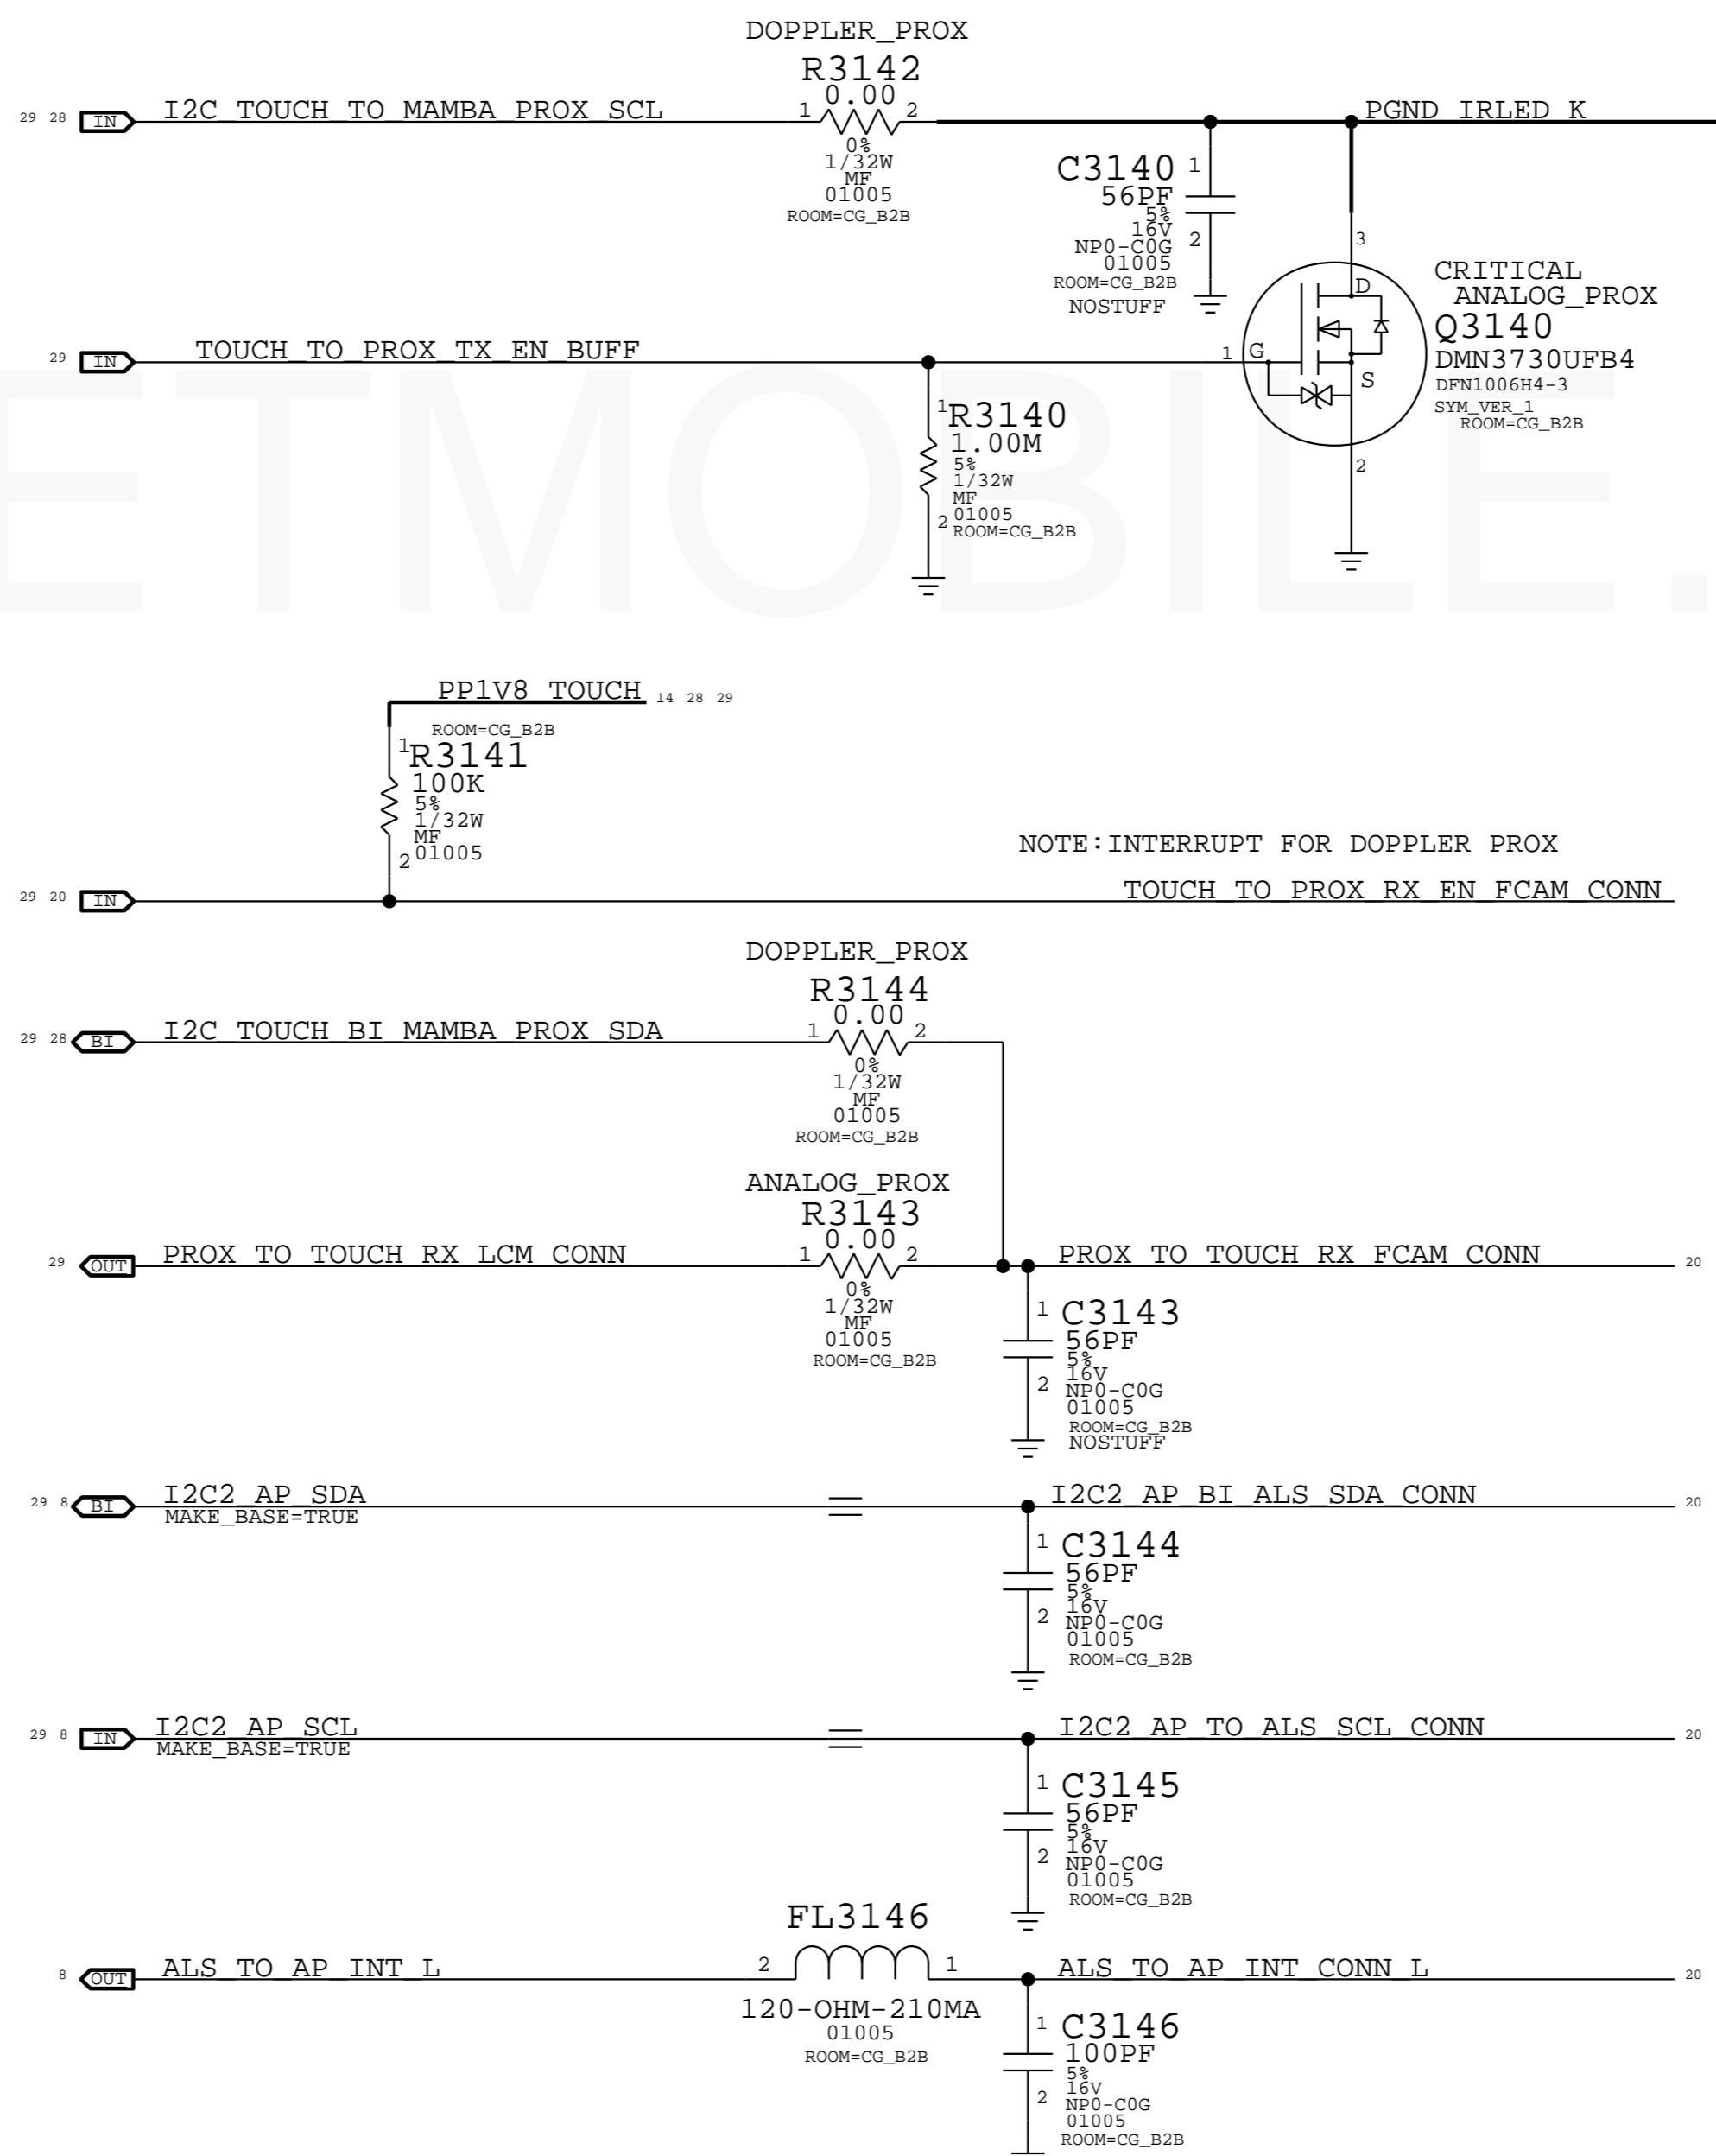 DOPPLER_PROX
R3142
29 28 IN I2C_TOUCH_TO_MAMBA_PROX_SCL 1 0.00 2 PGND_IRLED_K
0%
1/32W
MF
01005
ROOM=CG_B2B
C3140 1
56PF
5%
16V
NP0-C0G 2
01005
ROOM=CG_B2B
NOSTUFF
3
D
CRITICAL
ANALOG_PROX
Q3140
DMN3730UFB4
DFN1006H4-3
SYM_VER_1
ROOM=CG_B2B
29 IN TOUCH_TO_PROX_TX_EN_BUFF 1 G
S
2
1 R3140
1.00M
5%
1/32W
MF
2 01005
ROOM=CG_B2B
ETMOBILE.
PP1V8_TOUCH 14 28 29
ROOM=CG_B2B
1 R3141
100K
5%
1/32W
MF
2 01005
NOTE:INTERRUPT FOR DOPPLER PROX
29 20 IN TOUCH_TO_PROX_RX_EN_FCAM_CONN
DOPPLER_PROX
R3144
29 28 BI I2C_TOUCH_BI_MAMBA_PROX_SDA 1 0.00 2
0%
1/32W
MF
01005
ROOM=CG_B2B
ANALOG_PROX
R3143
29 OUT PROX_TO_TOUCH_RX_LCM_CONN 1 0.00 2 PROX_TO_TOUCH_RX_FCAM_CONN 20
0%
1/32W
MF
01005
ROOM=CG_B2B
1 C3143
56PF
5%
16V
2 NP0-C0G
01005
ROOM=CG_B2B
NOSTUFF
29 8 BI I2C2_AP_SDA I2C2_AP_BI_ALS_SDA_CONN 20
MAKE_BASE=TRUE
1 C3144
56PF
5%
16V
2 NP0-C0G
01005
ROOM=CG_B2B
29 8 IN I2C2_AP_SCL I2C2_AP_TO_ALS_SCL_CONN 20
MAKE_BASE=TRUE
1 C3145
56PF
5%
16V
2 NP0-C0G
01005
ROOM=CG_B2B
FL3146
8 OUT ALS_TO_AP_INT_L 2 1 ALS_TO_AP_INT_CONN_L 20
120-OHM-210MA
01005
ROOM=CG_B2B
1 C3146
100PF
5%
16V
2 NP0-C0G
01005
ROOM=CG_B2B